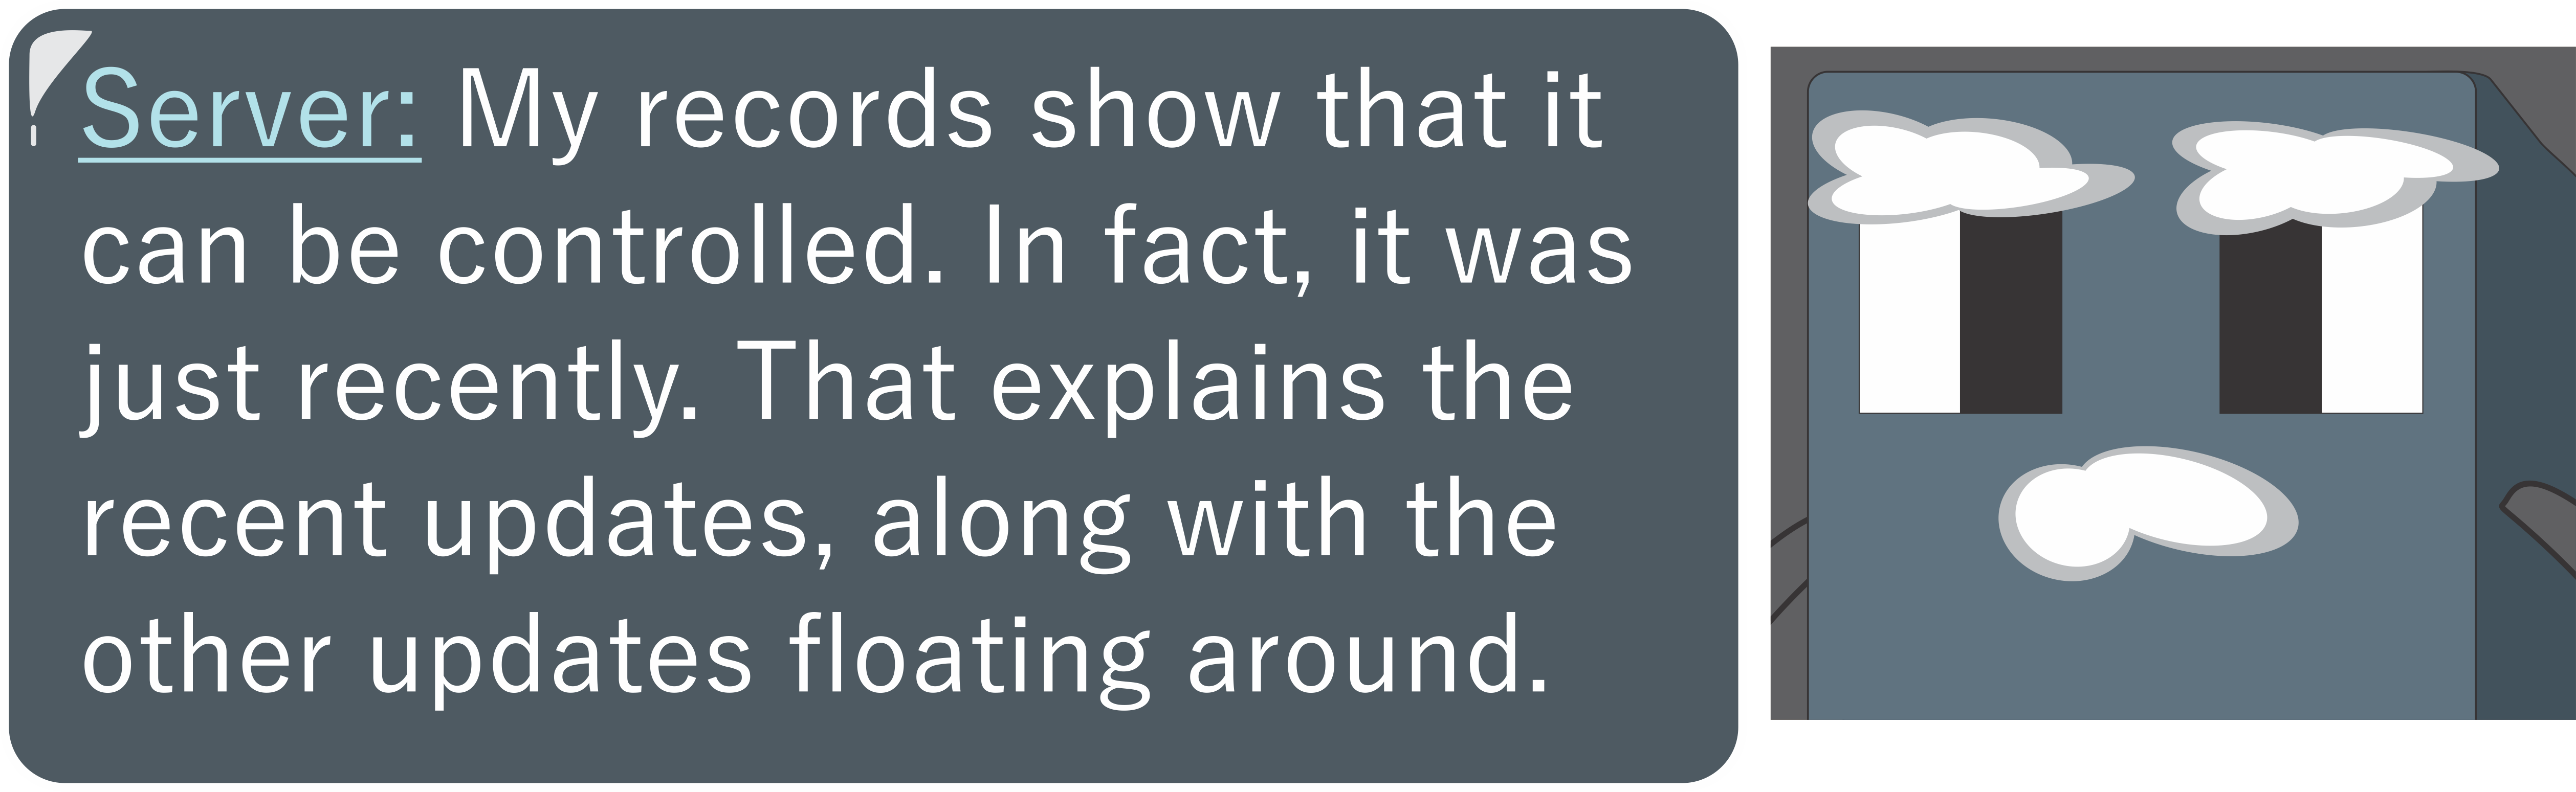 Server: My records show that it
can be controlled. In fact, it was
just recently. That explains the
recent updates, along with the
other updates floating around.